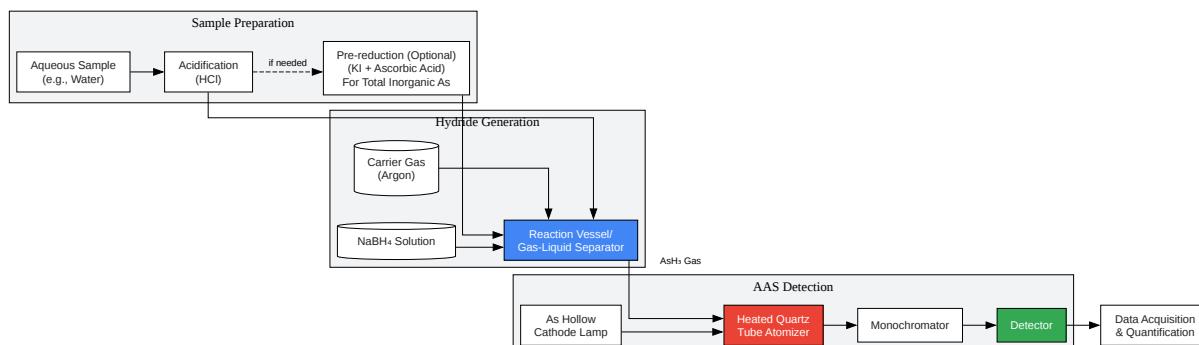 Sample Preparation
Aqueous Sample
(e.g., Water)
Acidification
(HCl)
if needed
Pre-reduction (Optional)
(KI + Ascorbic Acid)
For Total Inorganic As
Hydride Generation
Carrier Gas
(Argon)
NaBH₄ Solution
Reaction Vessel/
Gas-Liquid Separator
AsH₃ Gas
AAS Detection
As Hollow
Cathode Lamp
Heated Quartz
Tube Atomizer
Monochromator
Detector
Data Acquisition
& Quantification